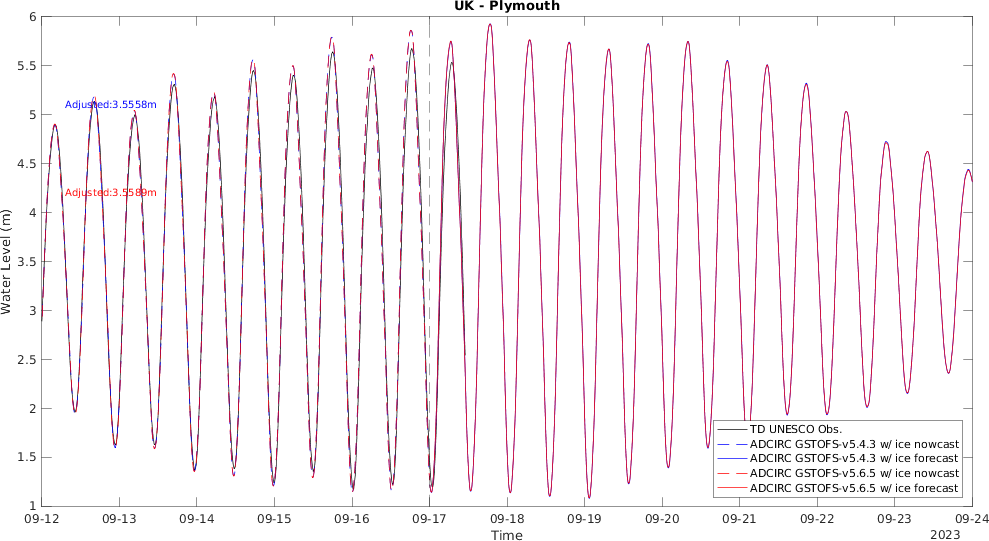 UK - Plymouth
6
5.5
5
4.5
4
3.5
3
2.5
2
1.5
1
Water Level (m)
Adjusted:3.5558m
Adjusted:3.5589m
TD UNESCO Obs.
ADCIRC GSTOFS-v5.4.3 w/ ice nowcast
ADCIRC GSTOFS-v5.4.3 w/ ice forecast
ADCIRC GSTOFS-v5.6.5 w/ ice nowcast
ADCIRC GSTOFS-v5.6.5 w/ ice forecast
09-12 09-13 09-14 09-15 09-16 09-17 09-18 09-19 09-20 09-21 09-22 09-23 09-24
Time
2023